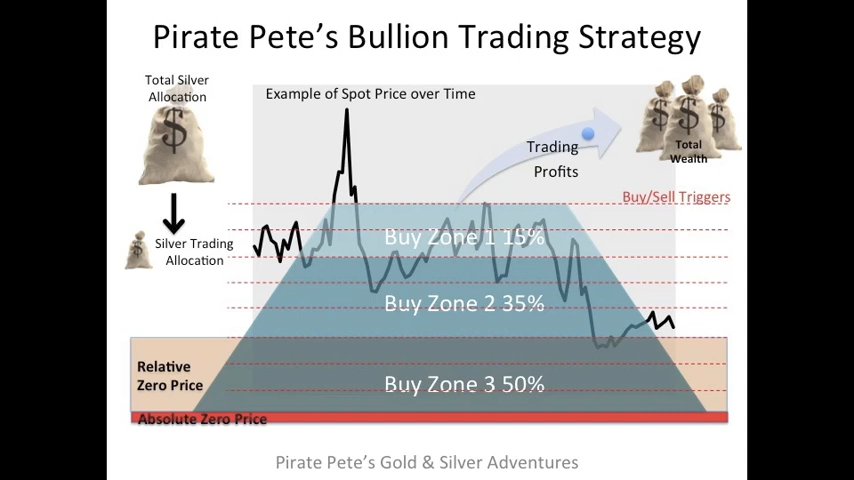 Pirate Pete's Bullion Trading Strategy
Total Silver
Allocation
Example of Spot Price over Time
$
$
$
$
Total
Wealth
Trading
Profits
Buy/Sell Triggers
Silver Trading
Allocation
$
Buy Zone 1 15%
Buy Zone 2 35%
Relative
Zero Price
Buy Zone 3 50%
Absolute Zero Price
Pirate Pete's Gold & Silver Adventures